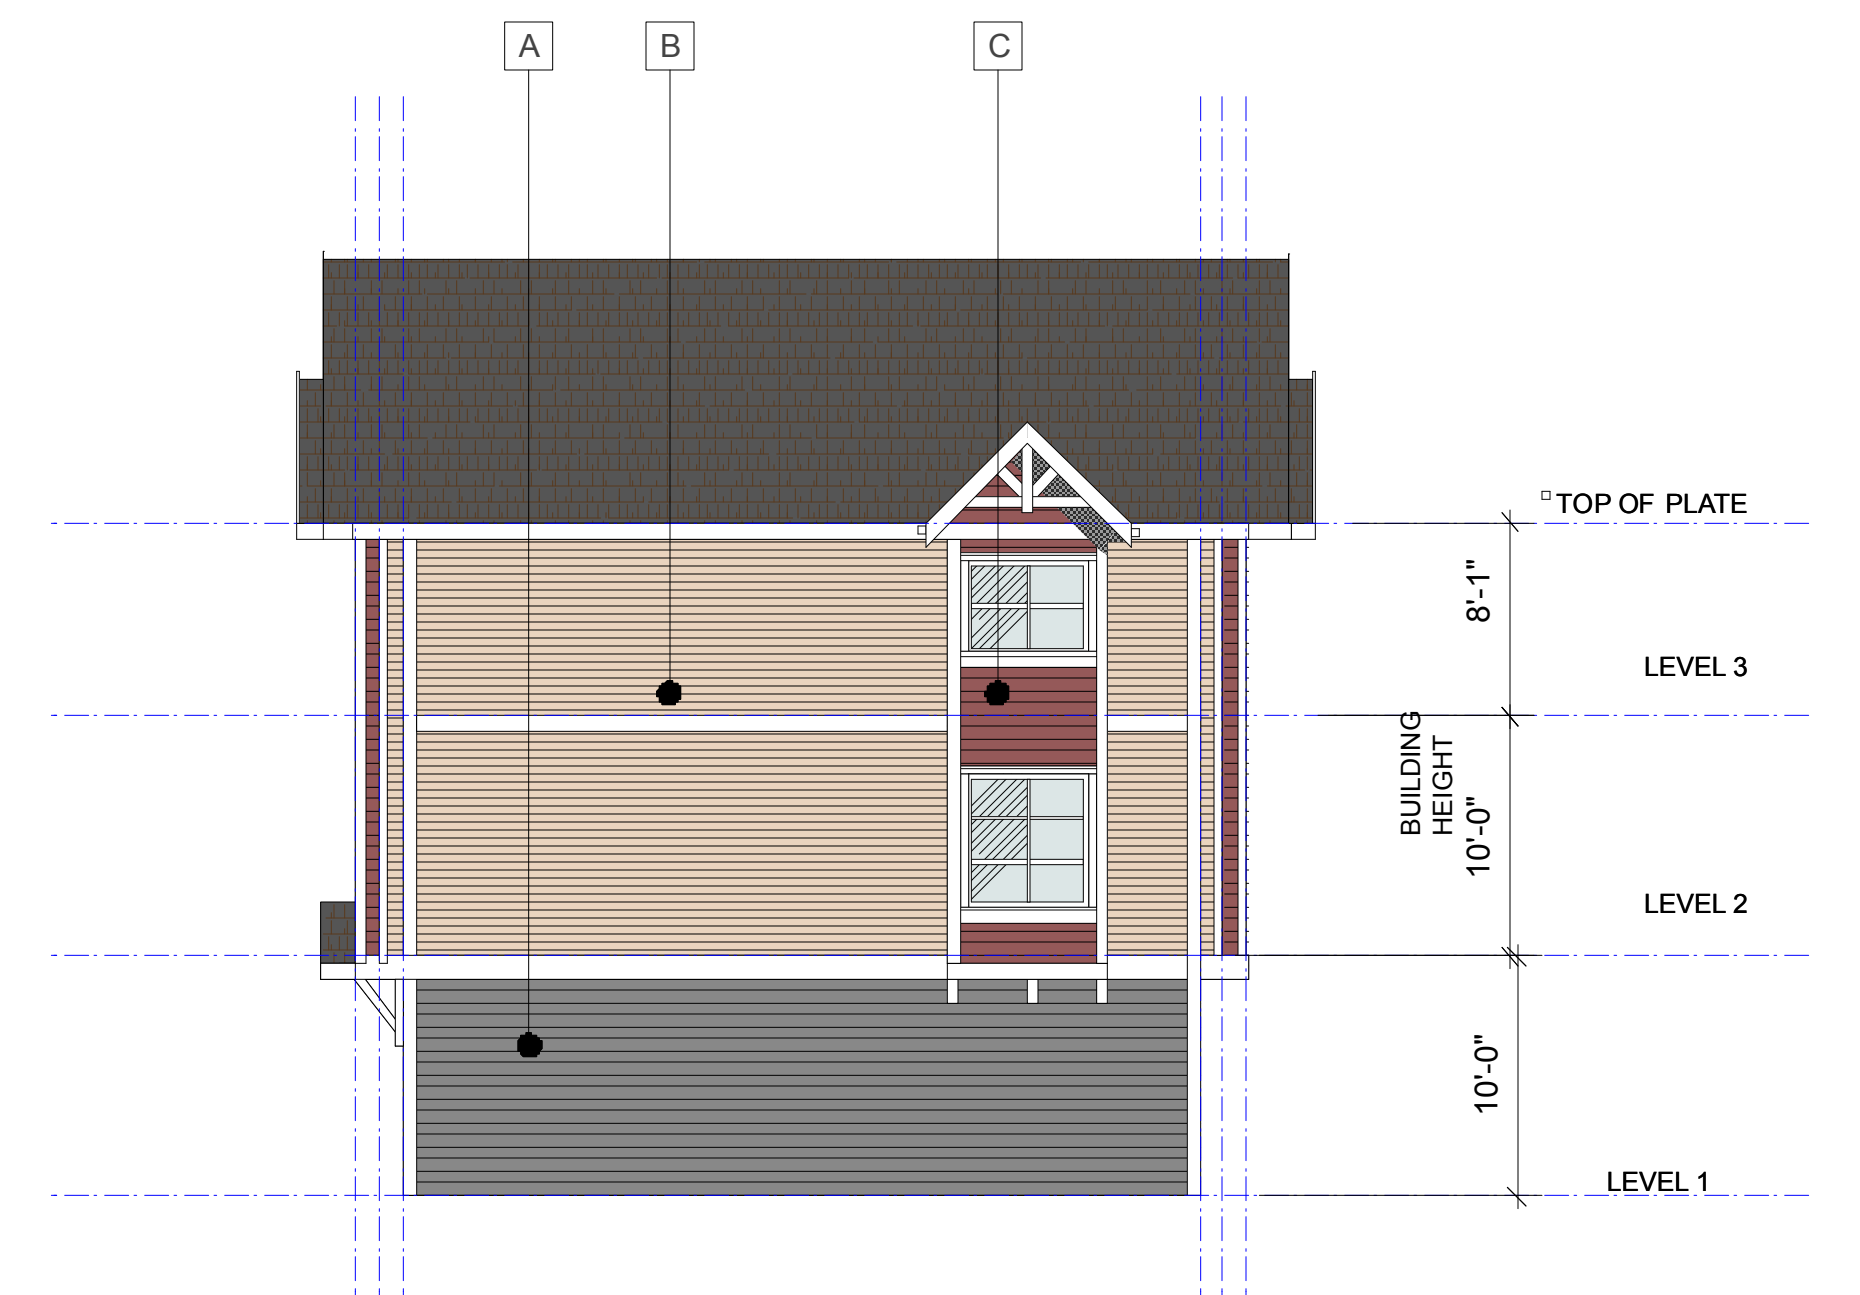 A
B
C
TOP OF PLATE
8'-1"
LEVEL 3
BUILDING
HEIGHT
10'-0"
LEVEL 2
10'-0"
LEVEL 1